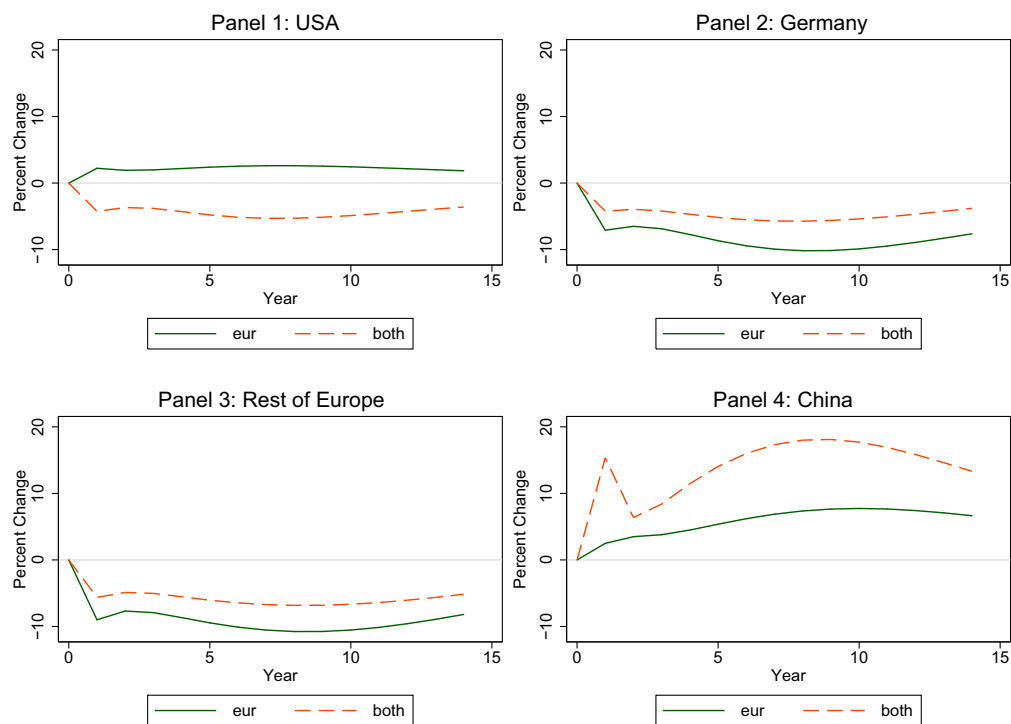 Panel 1: USA
Percent Change
20
10
0
−10
0 5 10 15
Year
eur both
Panel 2: Germany
Percent Change
20
10
0
−10
0 5 10 15
Year
eur both
Panel 3: Rest of Europe
Percent Change
20
10
0
−10
0 5 10 15
Year
eur both
Panel 4: China
Percent Change
20
10
0
−10
0 5 10 15
Year
eur both